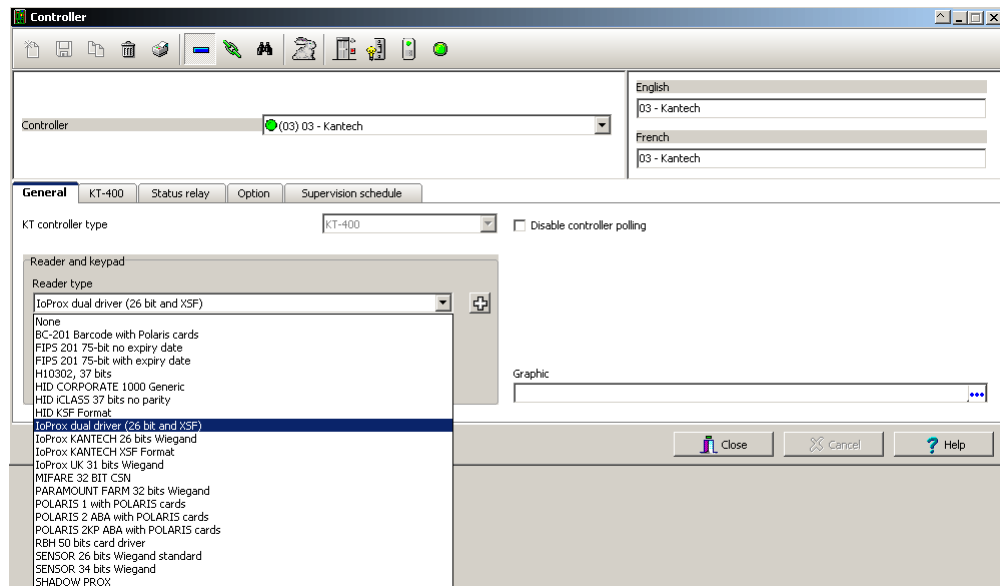 Controller
English
03 - Kantech
Controller
(03) 03 - Kantech
French
03 - Kantech
General KT-400 Status relay Option Supervision schedule
KT controller type
KT-400
Disable controller polling
Reader and keypad
Reader type
IoProx dual driver (26 bit and XSF)
None
BC-201 Barcode with Polaris cards
FIPS 201 75-bit no expiry date
FIPS 201 75-bit with expiry date
H10302, 37 bits
HID CORPORATE 1000 Generic
HID iCLASS 37 bits no parity
HID KSF Format
IoProx dual driver (26 bit and XSF)
IoProx KANTECH 26 bits Wiegand
IoProx KANTECH XSF Format
IoProx UK 31 bits Wiegand
MIFARE 32 BIT CSN
PARAMOUNT FARM 32 bits Wiegand
POLARIS 1 with POLARIS cards
POLARIS 2 ABA with POLARIS cards
POLARIS 2KP ABA with POLARIS cards
RBH 50 bits card driver
SENSOR 26 bits Wiegand standard
SENSOR 34 bits Wiegand
SHADOW PROX
Graphic
Close Cancel Help